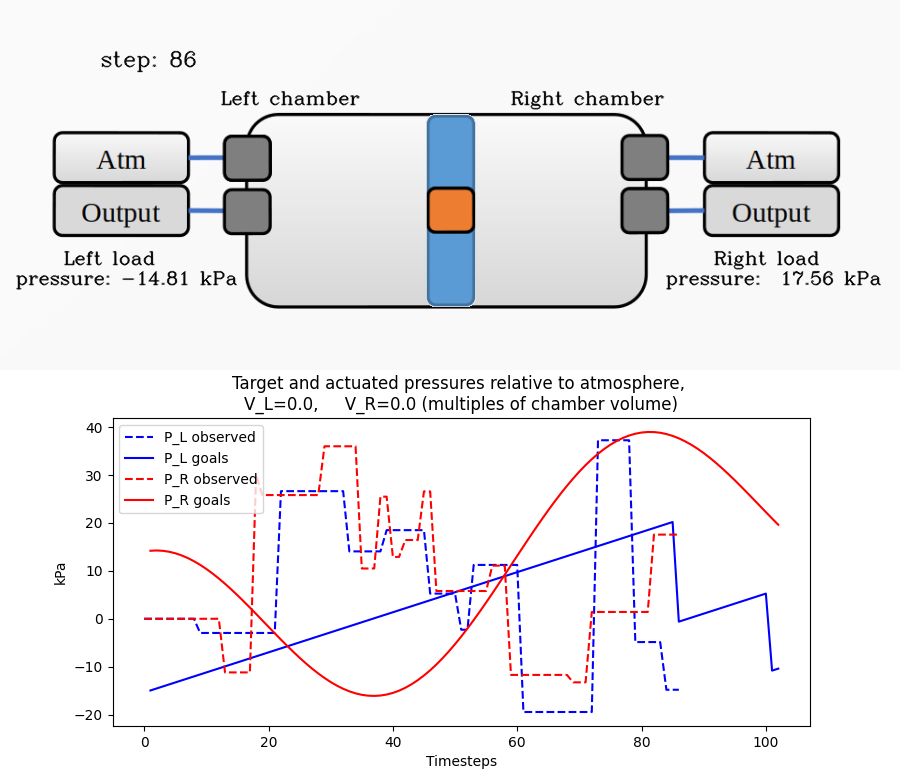 step: 86
Left chamber
Right chamber
Atm
Atm
Output
Output
Left load
pressure: −14.81 kPa
Right load
pressure:  17.56 kPa
Target and actuated pressures relative to atmosphere,
V_L=0.0,     V_R=0.0 (multiples of chamber volume)
P_L observed
P_L goals
P_R observed
P_R goals
kPa
40
30
20
10
0
−10
−20
0
20
40
60
80
100
Timesteps